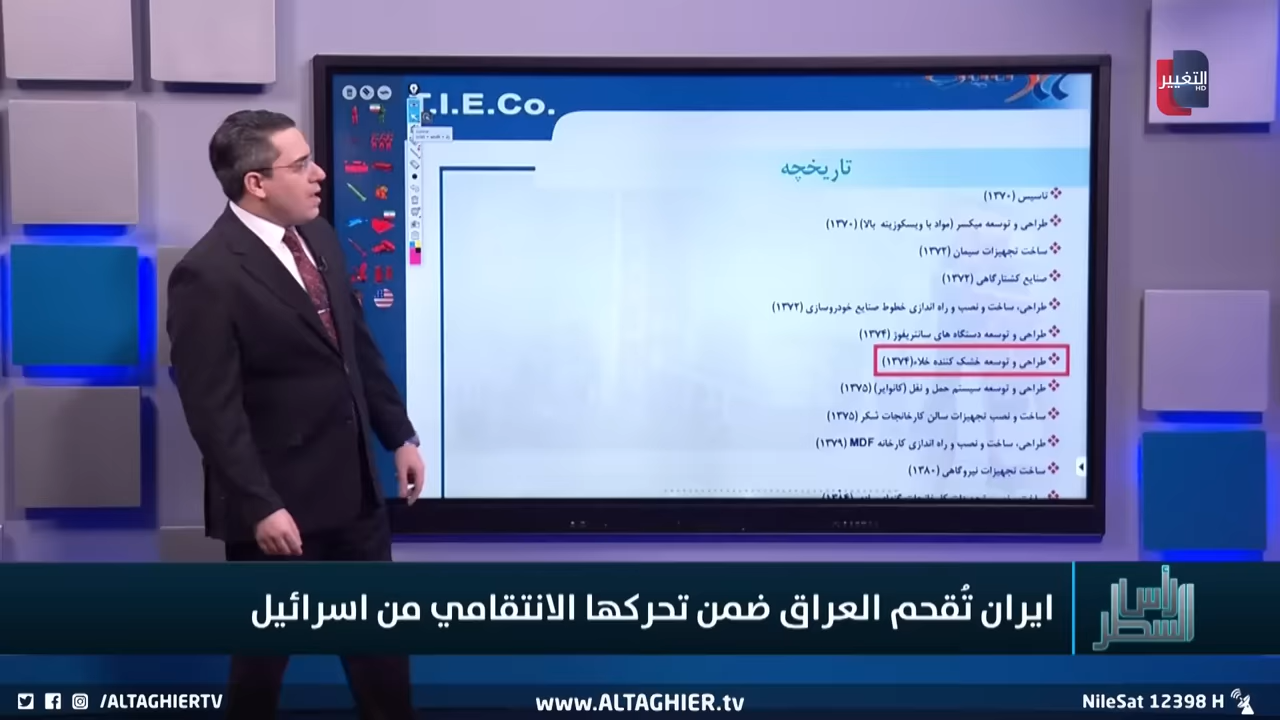 التغيير
HD
T.I.E.Co.
تاریخچه
تاسیس (۱۳۷۰)
طراحی و توسعه میکسر (مواد با ویسکوزیته بالا) (۱۳۷۰)
ساخت تجهیزات سیمان (۱۳۷۲)
صنایع کشتارگاهی (۱۳۷۲)
طراحی، ساخت و نصب و راه اندازی خطوط صنایع خودروسازی (۱۳۷۲)
طراحی و توسعه دستگاه های سانتریفوژ (۱۳۷۴)
طراحی و توسعه خشک کننده خلاء(۱۳۷۴)
طراحی و توسعه سیستم حمل و نقل (کانوایر) (۱۳۷۵)
ساخت و نصب تجهیزات سالن کارخانجات شکر (۱۳۷۵)
طراحی، ساخت و نصب و راه اندازی کارخانه MDF (۱۳۷۹)
ساخت تجهیزات نیروگاهی (۱۳۸۰)
ايران تُقحم العراق ضمن تحركها الانتقامي من اسرائيل
رأس السطر
/ALTAGHIERTV
www.ALTAGHIER.tv
NileSat 12398 H